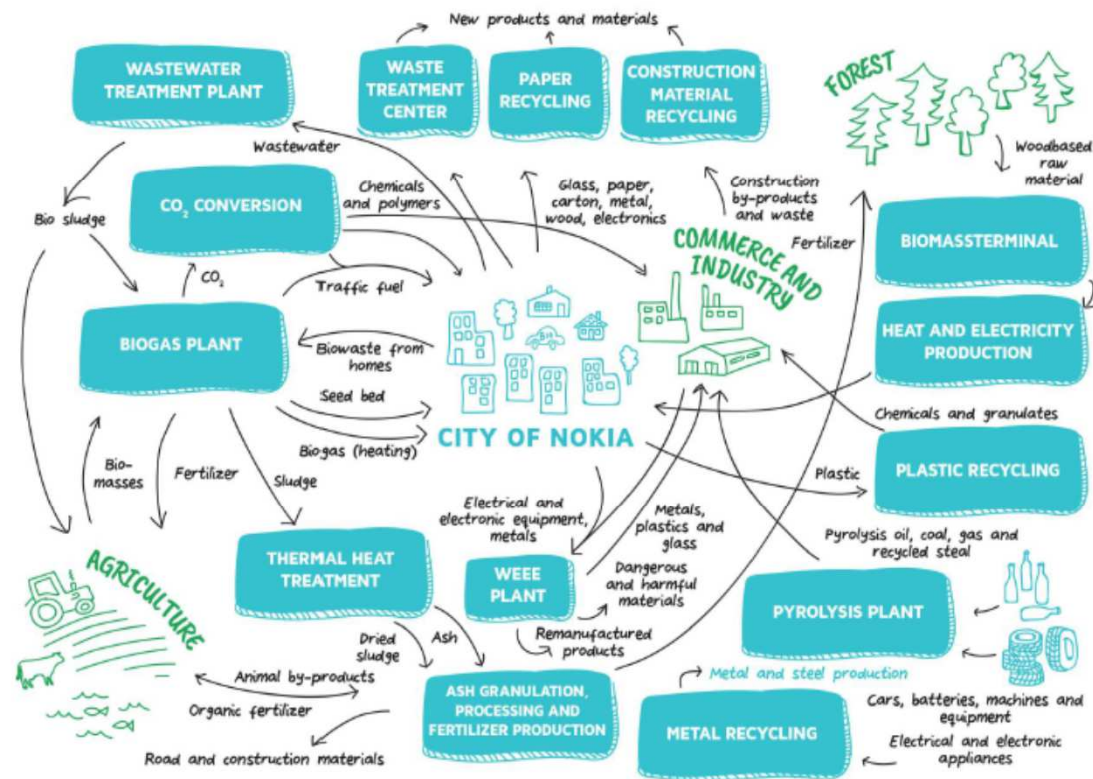 New products and materials
WASTEWATER
TREATMENT PLANT
WASTE
TREATMENT
CENTER
PAPER
RECYCLING
CONSTRUCTION
MATERIAL
RECYCLING
FOREST
Woodbased
raw
material
Wastewater
Bio sludge
CO₂ CONVERSION
Chemicals
and polymers
Glass, paper,
carton, metal,
wood, electronics
Construction
by-products
and waste
Fertilizer
BIOMASSTERMINAL
COMMERCE AND
INDUSTRY
CO₂
Traffic fuel
BIOGAS PLANT
Biowaste from
homes
Seed bed
Biogas (heating)
Bio
CITY OF NOKIA
HEAT AND ELECTRICITY
PRODUCTION
Chemicals and granulates
PLASTIC RECYCLING
Plastic
Bio-
masses
Fertilizer
Sludge
Electrical and
electronic equipment,
metals
Metals,
plastics and
glass
Pyrolysis oil, coal, gas and
recycled steal
AGRICULTURE
THERMAL HEAT
TREATMENT
WEEE
PLANT
Dangerous
and harmful
materials
PYROLYSIS PLANT
Dried
sludge
Ash
Remanufactured
products
Animal by-products
Organic fertilizer
ASH GRANULATION,
PROCESSING AND
FERTILIZER PRODUCTION
Metal and steel production
METAL RECYCLING
Cars, batteries, machines and
equipment
Electrical and electronic
appliances
Road and construction materials